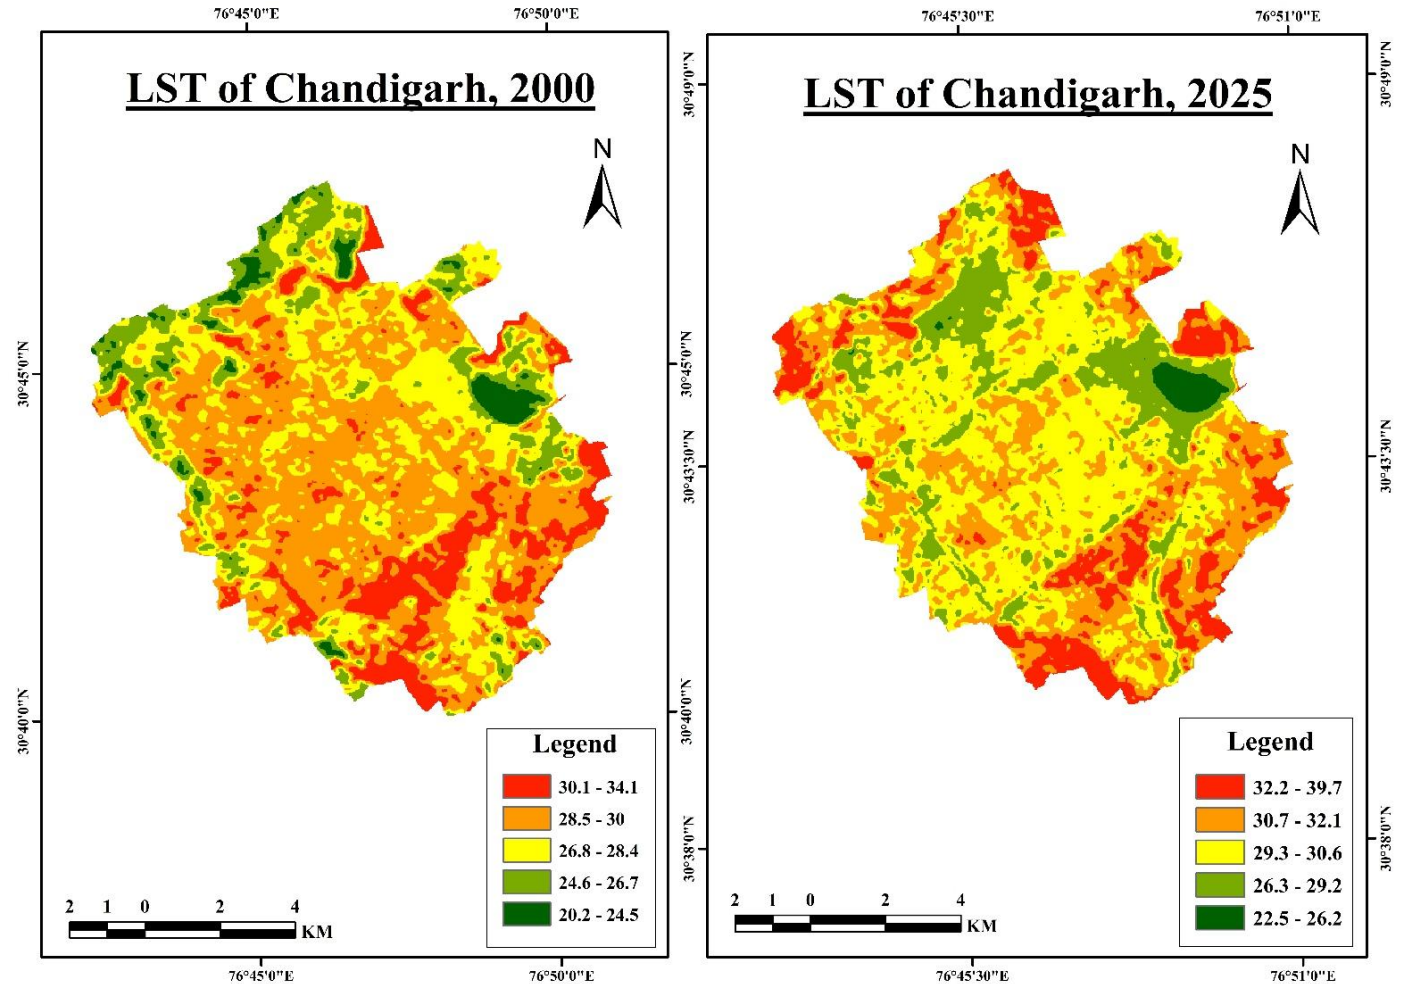 76°45'0"E 76°50'0"E
LST of Chandigarh, 2000
N
30°45'0"N
30°40'0"N
30°45'0"N
30°40'0"N
Legend
30.1 - 34.1
28.5 - 30
26.8 - 28.4
24.6 - 26.7
20.2 - 24.5
2 1 0 2 4
KM
76°45'0"E 76°50'0"E
76°45'30"E 76°51'0"E
LST of Chandigarh, 2025
N
30°49'0"N
30°43'30"N
30°38'0"N
30°49'0"N
30°43'30"N
30°38'0"N
Legend
32.2 - 39.7
30.7 - 32.1
29.3 - 30.6
26.3 - 29.2
22.5 - 26.2
2 1 0 2 4
KM
76°45'30"E 76°51'0"E